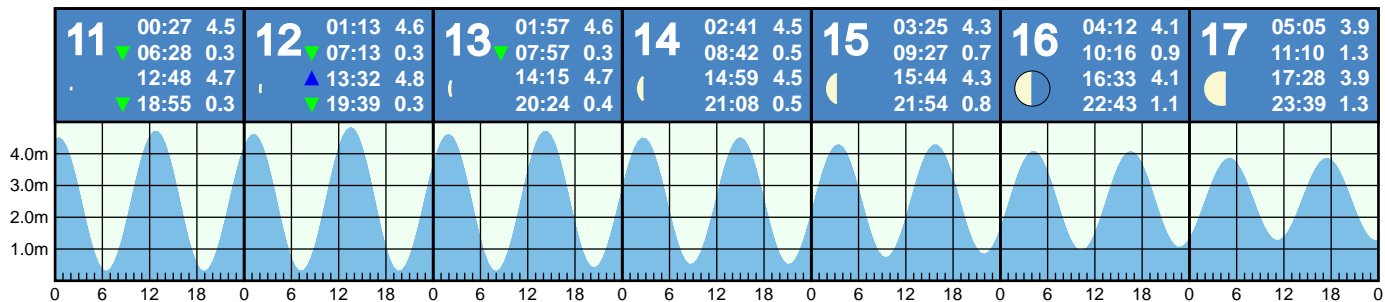 11 00:27 4.5
▼ 06:28 0.3
12:48 4.7
▼ 18:55 0.3
12 01:13 4.6
▼ 07:13 0.3
▲ 13:32 4.8
▼ 19:39 0.3
13 01:57 4.6
▼ 07:57 0.3
14:15 4.7
20:24 0.4
14 02:41 4.5
08:42 0.5
14:59 4.5
21:08 0.5
15 03:25 4.3
09:27 0.7
15:44 4.3
21:54 0.8
16 04:12 4.1
10:16 0.9
16:33 4.1
22:43 1.1
17 05:05 3.9
11:10 1.3
17:28 3.9
23:39 1.3
4.0m
3.0m
2.0m
1.0m
0 6 12 18 0 6 12 18 0 6 12 18 0 6 12 18 0 6 12 18 0 6 12 18 0 6 12 18 0